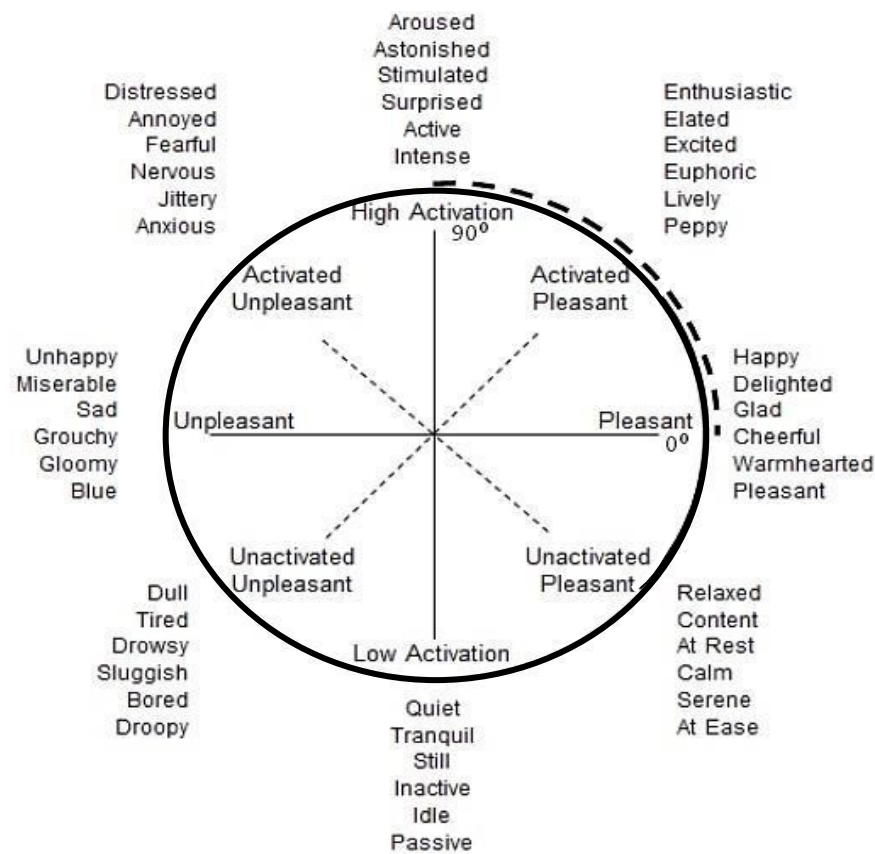 Aroused
Astonished
Stimulated
Surprised
Active
Intense
Distressed
Annoyed
Fearful
Nervous
Jittery
Anxious
Enthusiastic
Elated
Excited
Euphoric
Lively
Peppy
High Activation
90°
Activated
Unpleasant
Activated
Pleasant
Unhappy
Miserable
Sad
Grouchy
Gloomy
Blue
Unpleasant
Pleasant
0°
Happy
Delighted
Glad
Cheerful
Warmhearted
Pleasant
Unactivated
Unpleasant
Unactivated
Pleasant
Low Activation
Dull
Tired
Drowsy
Sluggish
Bored
Droopy
Quiet
Tranquil
Still
Inactive
Idle
Passive
Relaxed
Content
At Rest
Calm
Serene
At Ease